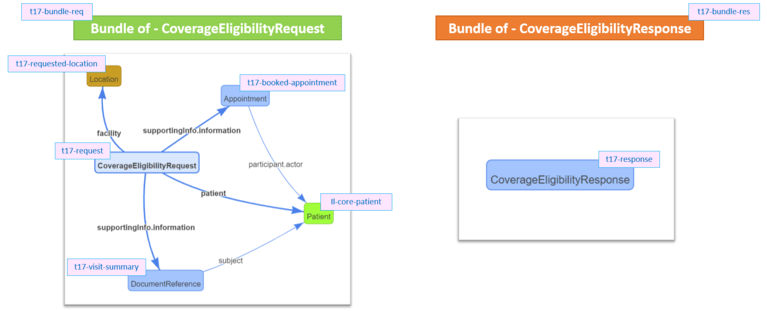 t17-bundle-req
Bundle of - CoverageEligibilityRequest
t17-bundle-res
Bundle of - CoverageEligibilityResponse
t17-requested-location
Location
t17-booked-appointment
Appointment
facility
supportingInfo.information
t17-request
CoverageEligibilityRequest
participant.actor
patient
Il-core-patient
Patient
supportingInfo.information
t17-visit-summary
subject
DocumentReference
t17-response
CoverageEligibilityResponse